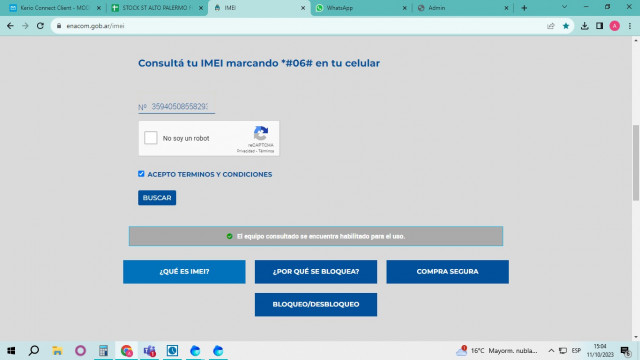 Kerio Connect Client - MGG
STOCK ST ALTO PALERMO
IMEI
WhatsApp
Admin
enacom.gob.ar/imei
A
Consultá tu IMEI marcando *#06# en tu celular
Nº 3594050855829
No soy un robot
reCAPTCHA
Privacidad - Términos
ACEPTO TERMINOS Y CONDICIONES
BUSCAR
El equipo consultado se encuentra habilitado para el uso.
¿QUÉ ES IMEI?
¿POR QUÉ SE BLOQUEA?
COMPRA SEGURA
BLOQUEO/DESBLOQUEO
16°C Mayorm. nubla...
ESP
15:04
11/10/2023